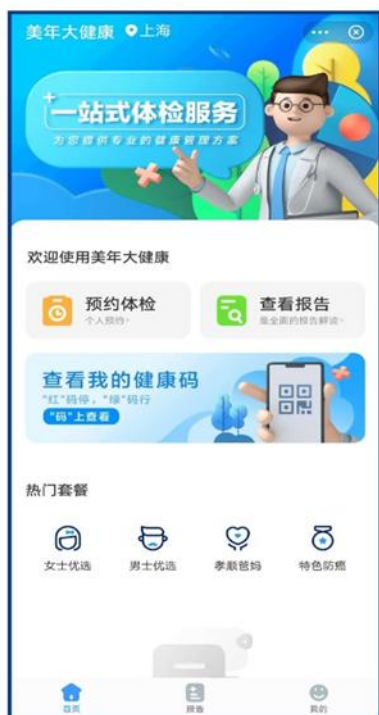 美年大健康 上海
一站式体检服务
为您提供专业的健康管理方案
欢迎使用美年大健康
预约体检
个人预约>
查看报告
最全面的报告解读>
查看我的健康码
"红"码停，"绿"码行
"码"上查看
热门套餐
女士优选 男士优选 孝顺爸妈 特色防癌
首页 报告 我的